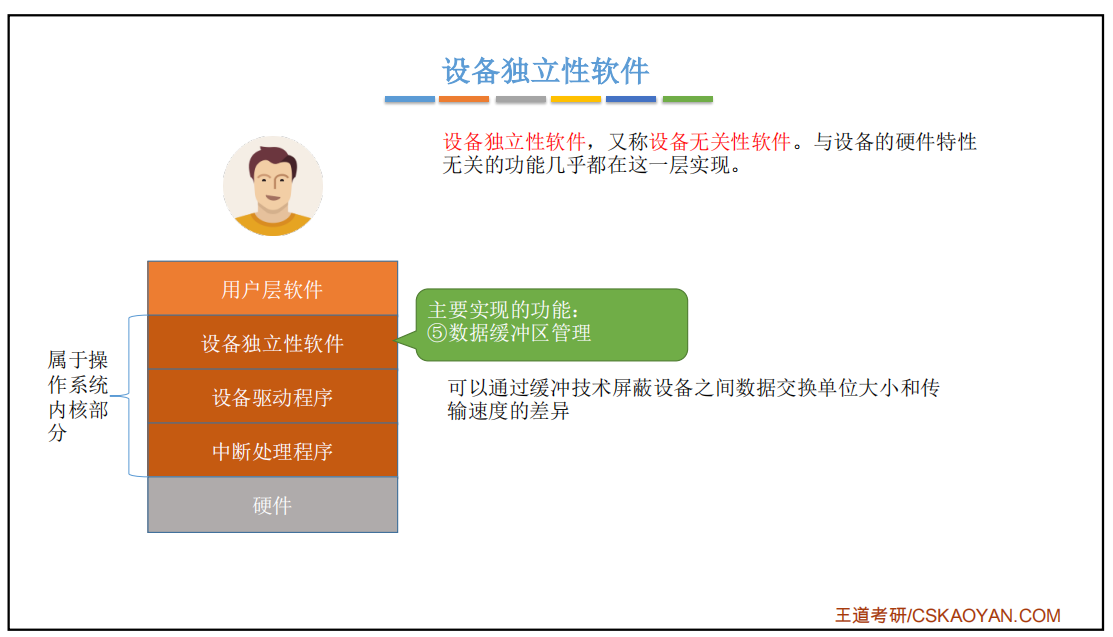 设备独立性软件
设备独立性软件，又称设备无关性软件。与设备的硬件特性
无关的功能几乎都在这一层实现。
用户层软件
设备独立性软件
设备驱动程序
中断处理程序
硬件
属于操
作系统
内核部
分
主要实现的功能：
⑤数据缓冲区管理
可以通过缓冲技术屏蔽设备之间数据交换单位大小和传
输速度的差异
王道考研/CSKAOYAN.COM